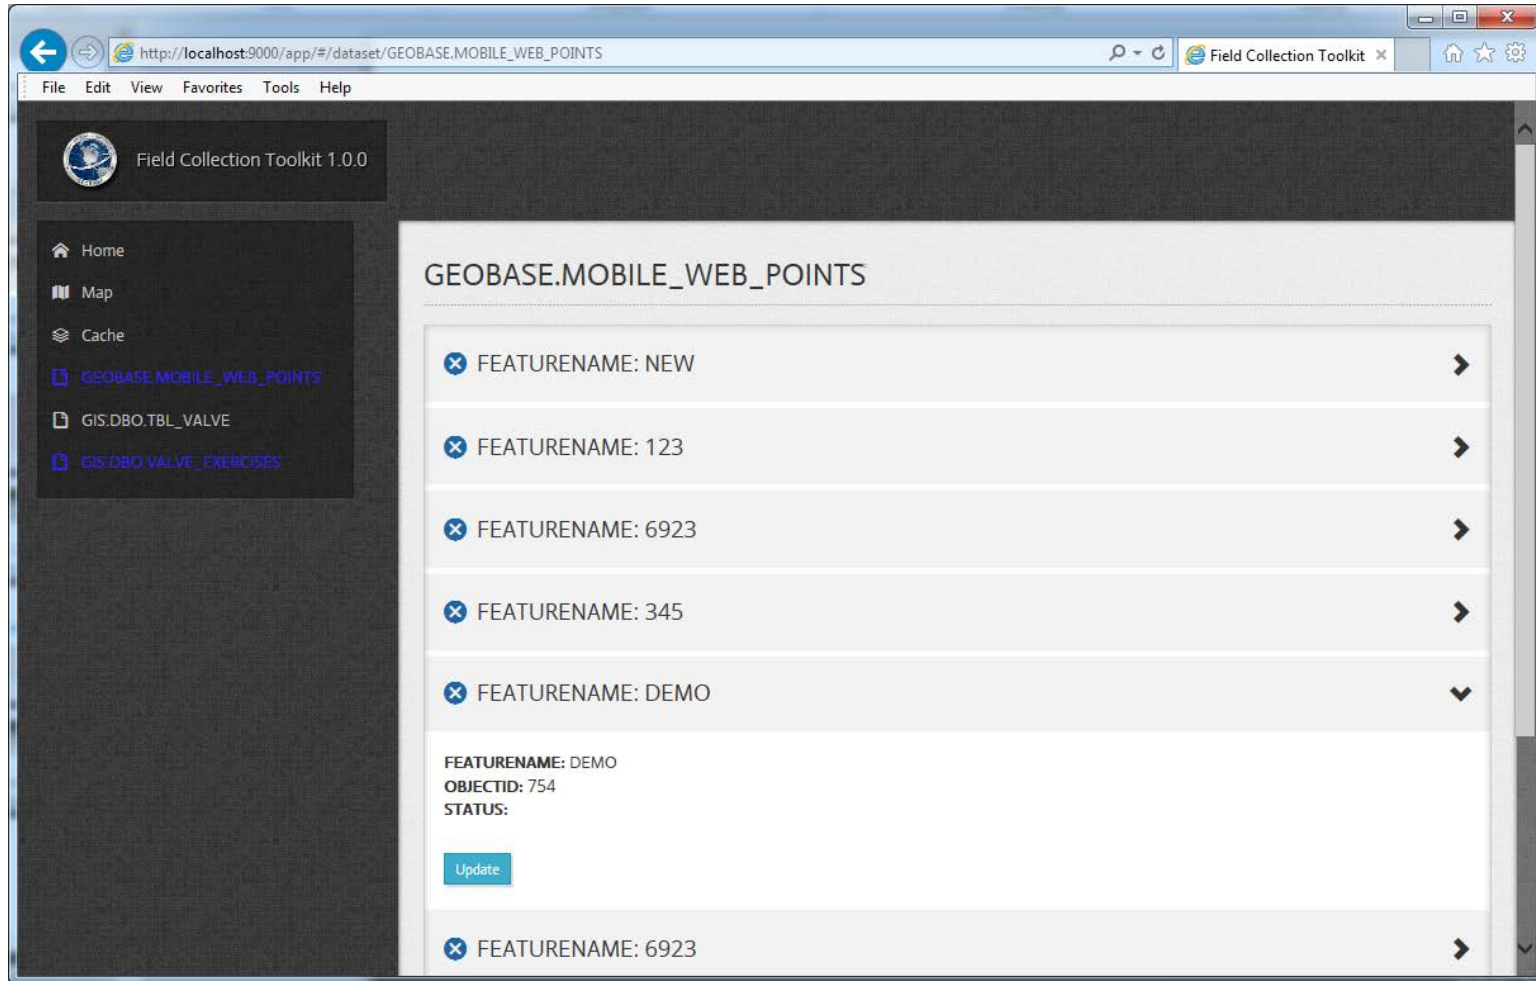 http://localhost:9000/app/#/dataset/GEOBASE.MOBILE_WEB_POINTS
Field Collection Toolkit
File Edit View Favorites Tools Help
Field Collection Toolkit 1.0.0
Home
Map
Cache
GEOBASE.MOBILE_WEB_POINTS
GIS.DBO.TBL_VALVE
GIS.DBO.VALVE_EXERCISES
GEOBASE.MOBILE_WEB_POINTS
FEATURENAME: NEW
FEATURENAME: 123
FEATURENAME: 6923
FEATURENAME: 345
FEATURENAME: DEMO
FEATURENAME: DEMO
OBJECTID: 754
STATUS:
Update
FEATURENAME: 6923